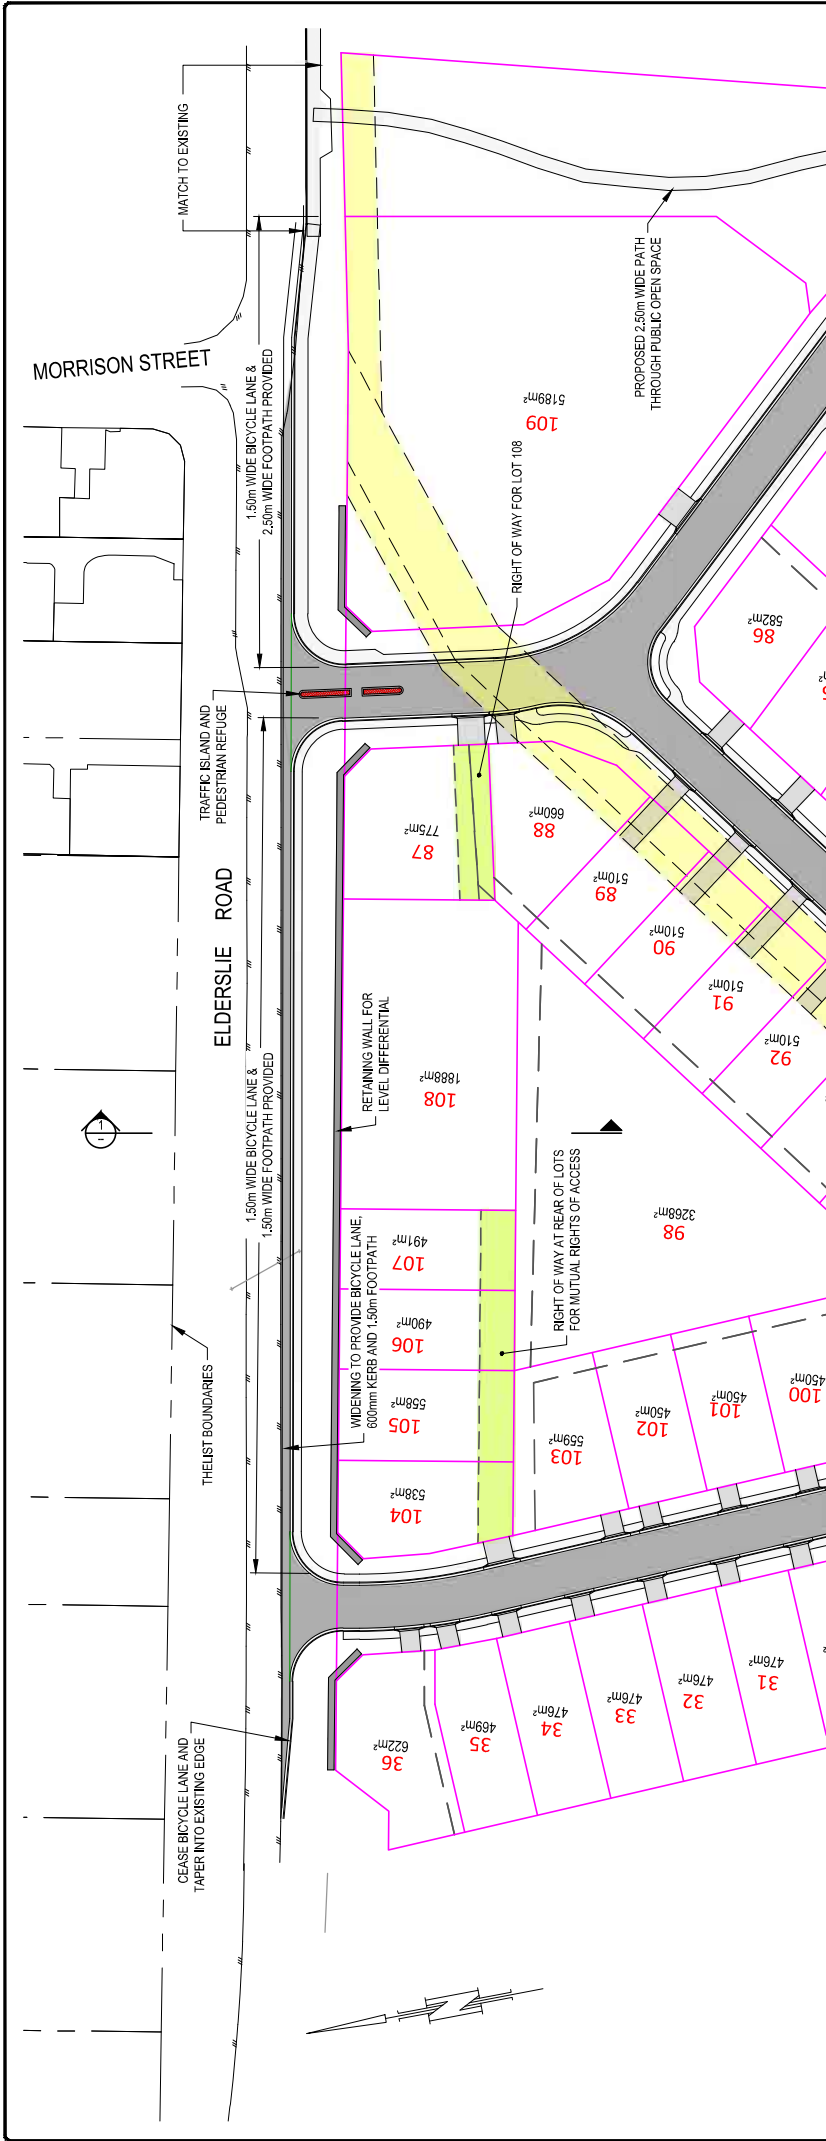 MATCH TO EXISTING
MORRISON STREET
1.50m WIDE BICYCLE LANE &
2.50m WIDE FOOTPATH PROVIDED
PROPOSED 2.50m WIDE PATH
THROUGH PUBLIC OPEN SPACE
109
5189m²
RIGHT OF WAY FOR LOT 108
86
582m²
TRAFFIC ISLAND AND
PEDESTRIAN REFUGE
87
775m²
88
660m²
89
510m²
90
510m²
91
510m²
92
510m²
ELDERSLIE ROAD
RETAINING WALL FOR
LEVEL DIFFERENTIAL
108
1888m²
1
-
1.50m WIDE BICYCLE LANE &
1.50m WIDE FOOTPATH PROVIDED
RIGHT OF WAY AT REAR OF LOTS
FOR MUTUAL RIGHTS OF ACCESS
98
3268m²
WIDENING TO PROVIDE BICYCLE LANE,
600mm KERB AND 1.50m FOOTPATH
107
491m²
106
490m²
105
558m²
104
538m²
103
559m²
102
450m²
101
450m²
100
450m²
THELIST BOUNDARIES
CEASE BICYCLE LANE AND
TAPER INTO EXISTING EDGE
36
622m²
35
469m²
34
476m²
33
476m²
32
476m²
31
476m²
N